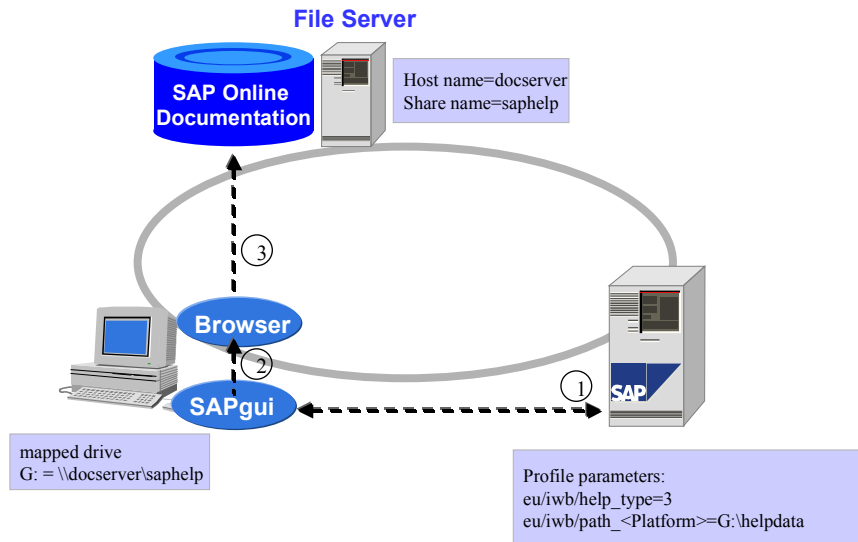 File Server
SAP Online
Documentation
Host name=docserver
Share name=saphelp
3
Browser
2
SAPgui
1
SAP
mapped drive
G: = \\docserver\saphelp
Profile parameters:
eu/iwb/help_type=3
eu/iwb/path_<Platform>=G:\helpdata